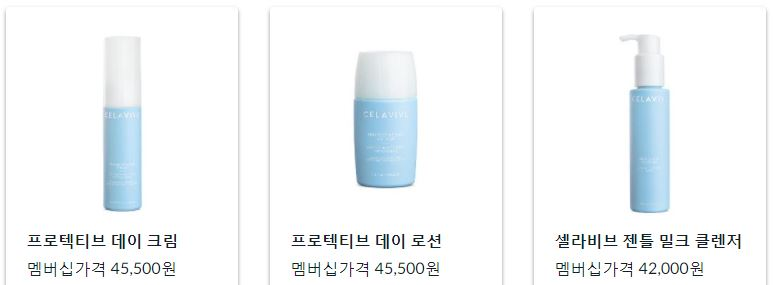 CELAVIVE
CELAVIVE
CELAVIVE
프로텍티브 데이 크림
멤버십가격 45,500원
프로텍티브 데이 로션
멤버십가격 45,500원
셀라비브 젠틀 밀크 클렌저
멤버십가격 42,000원